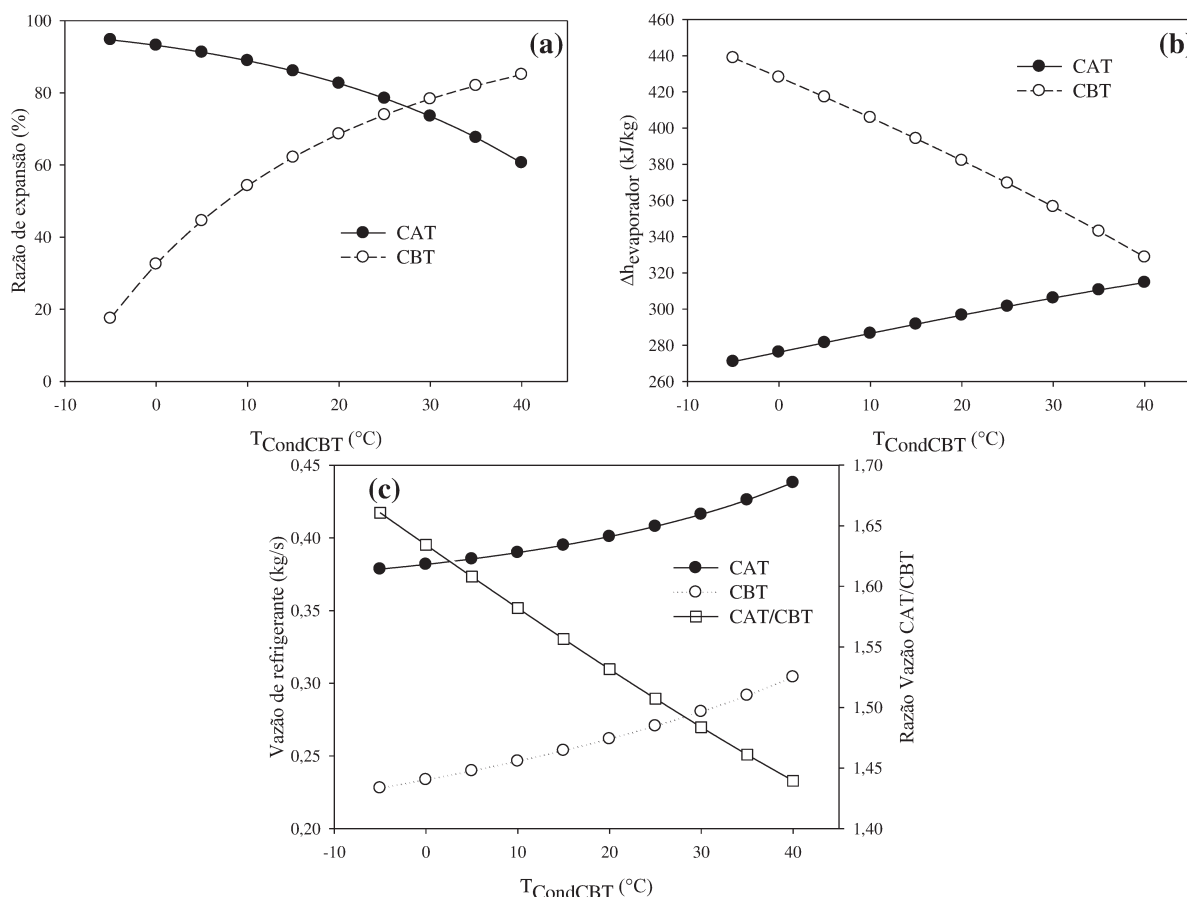 (a)
Razão de expansão (%)
100
80
60
40
20
0
CAT
CBT
-10 0 10 20 30 40
TCondCBT (°C)
(b)
Δhevaporador (kJ/kg)
460
440
420
400
380
360
340
320
300
280
260
CAT
CBT
-10 0 10 20 30 40
TCondCBT (°C)
(c)
Vazão de refrigerante (kg/s)
0,45
0,40
0,35
0,30
0,25
0,20
CAT
CBT
CAT/CBT
1,70
1,65
1,60
1,55
1,50
1,45
1,40
Razão Vazão CAT/CBT
-10 0 10 20 30 40
TCondCBT (°C)